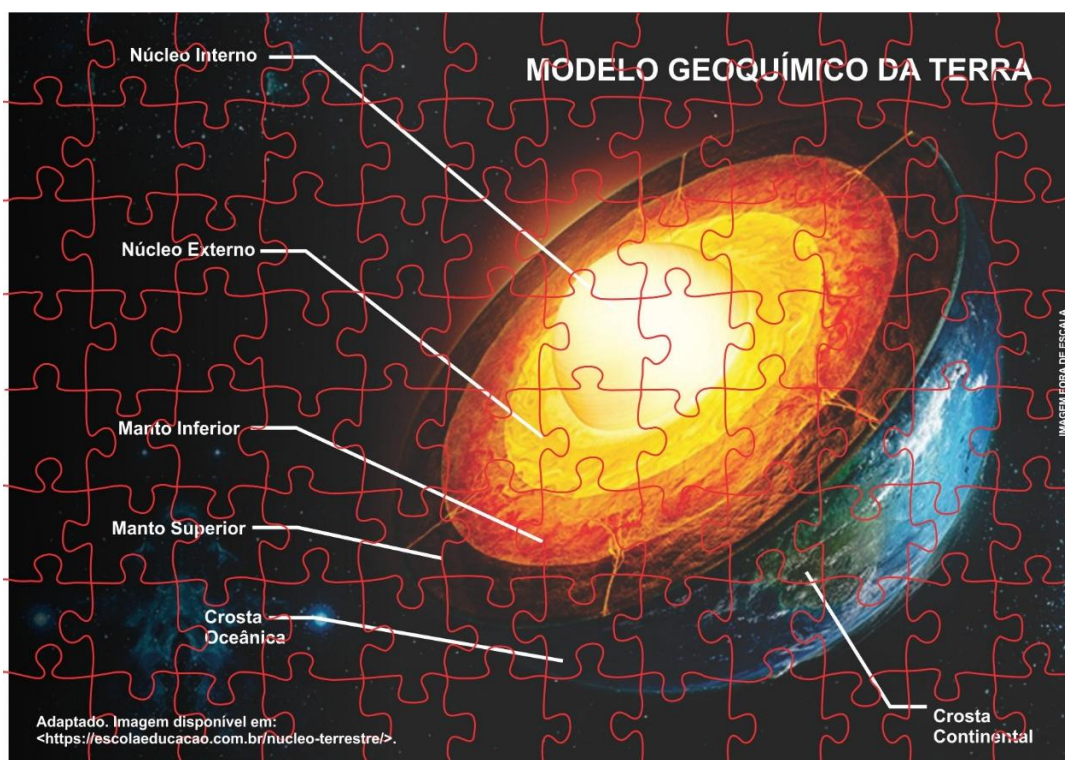 MODELO GEOQUÍMICO DA TERRA
Núcleo Interno
Núcleo Externo
Manto Inferior
Manto Superior
Crosta
Oceânica
Crosta
Continental
IMAGEM FORA DE ESCALA
Adaptado. Imagem disponível em:
<https://escolaeducacao.com.br/nucleo-terrestre/>.